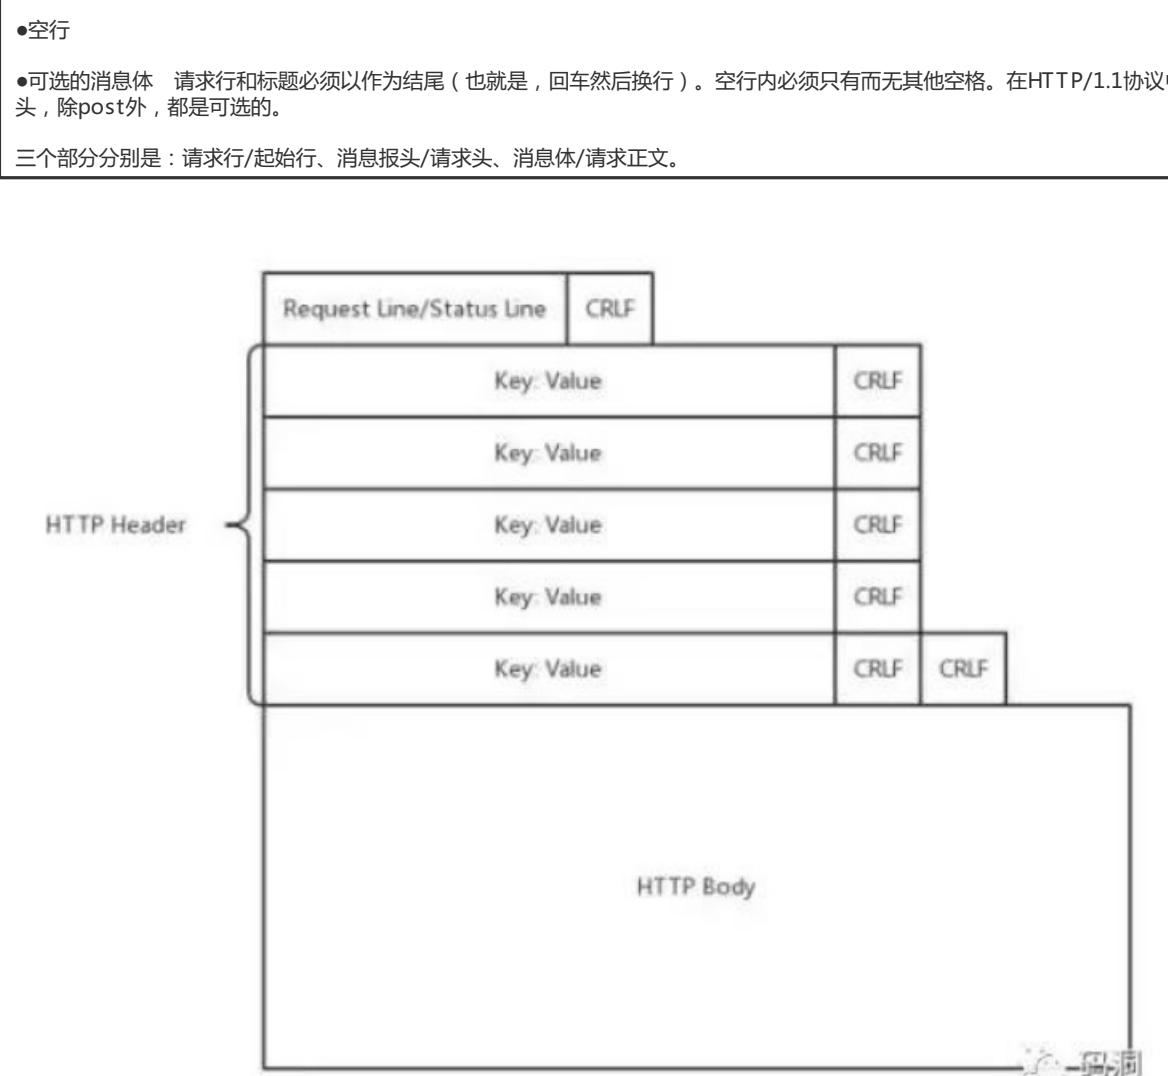 ●空行
●可选的消息体 请求行和标题必须以作为结尾（也就是，回车然后换行）。空行内必须只有而无其他空格。在HTTP/1.1协议
头，除post外，都是可选的。
三个部分分别是：请求行/起始行、消息报头/请求头、消息体/请求正文。
Request Line/Status Line CRLF
Key: Value CRLF
Key: Value CRLF
HTTP Header Key: Value CRLF
Key: Value CRLF
Key: Value CRLF CRLF
HTTP Body
码洞